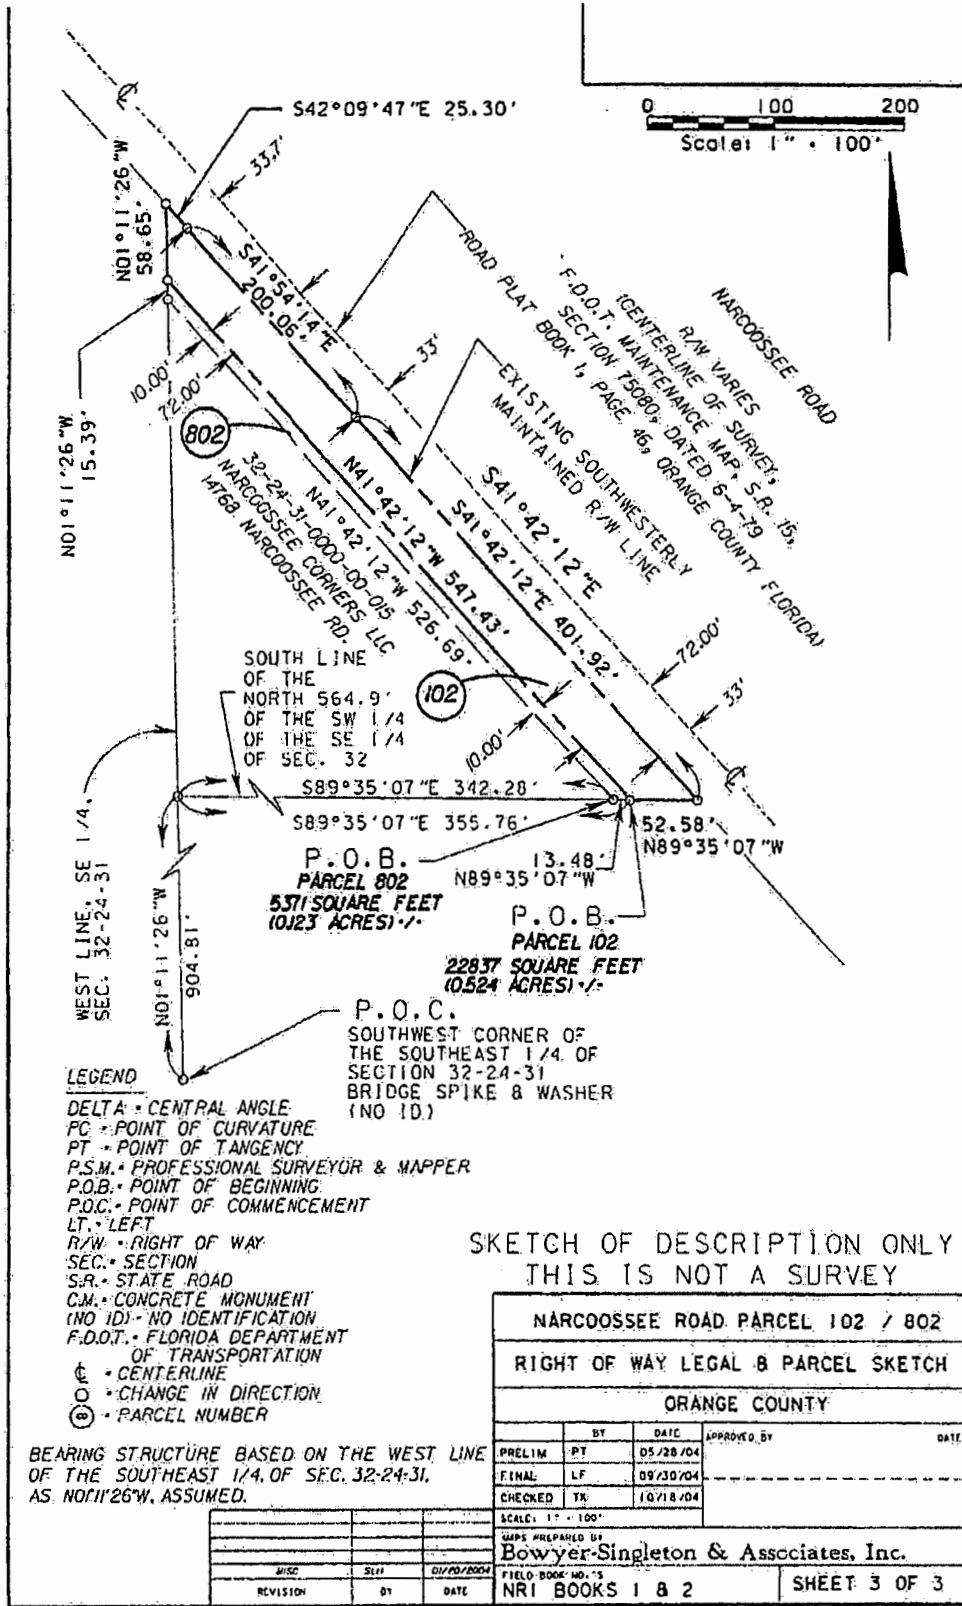 S42°09'47"E 25.30'
0 100 200
Scale: 1" = 100'
33.7'
N01°11'26"W
58.65'
S41°54'14"E
200.06'
ROAD PLAT BOOK 1, PAGE 46, ORANGE COUNTY FLORIDA)
F.D.O.T. MAINTENANCE MAP, S.R. 15,
SECTION 75080, DATED 6-4-79
(CENTERLINE OF SURVEY,
R/W VARIES
NARCOOSSEE ROAD
33'
EXISTING SOUTHWESTERLY
MAINTAINED R/W LINE
10.00'
72.00'
802
N01°11'26"W
15.39'
32-24-31-0000-00-015
NARCOOSSEE CORNERS LLC
14768 NARCOOSSEE RD.
N41°42'12"W 547.43'
N41°42'12"W 526.69'
S41°42'12"E
S41°42'12"E 401.92'
72.00'
33'
SOUTH LINE
OF THE
NORTH 564.9'
OF THE SW 1/4
OF THE SE 1/4
OF SEC. 32
102
10.00'
S89°35'07"E 342.28'
S89°35'07"E 355.76'
52.58'
N89°35'07"W
13.48'
N89°35'07"W
P.O.B.
PARCEL 802
5371 SQUARE FEET
(0.123 ACRES) +/-
P.O.B.
PARCEL 102
22837 SQUARE FEET
(0.524 ACRES) +/-
WEST LINE, SE 1/4,
SEC. 32-24-31
N01°11'26"W
904.81'
P.O.C.
SOUTHWEST CORNER OF
THE SOUTHEAST 1/4 OF
SECTION 32-24-31
BRIDGE SPIKE & WASHER
(NO ID)
LEGEND
DELTA = CENTRAL ANGLE
PC = POINT OF CURVATURE
PT = POINT OF TANGENCY
P.S.M. = PROFESSIONAL SURVEYOR & MAPPER
P.O.B. = POINT OF BEGINNING
P.O.C. = POINT OF COMMENCEMENT
LT. = LEFT
R/W = RIGHT OF WAY
SEC. = SECTION
S.R. = STATE ROAD
C.M. = CONCRETE MONUMENT
(NO ID) = NO IDENTIFICATION
F.D.O.T. = FLORIDA DEPARTMENT
OF TRANSPORTATION
℄ = CENTERLINE
O = CHANGE IN DIRECTION
(8) = PARCEL NUMBER
BEARING STRUCTURE BASED ON THE WEST LINE
OF THE SOUTHEAST 1/4, OF SEC. 32-24-31,
AS N01°11'26"W, ASSUMED.
SKETCH OF DESCRIPTION ONLY
THIS IS NOT A SURVEY
NARCOOSSEE ROAD PARCEL 102 / 802
RIGHT OF WAY LEGAL & PARCEL SKETCH
ORANGE COUNTY
BY DATE APPROVED BY DATE
PRELIM PT 05/28/04
FINAL LF 09/30/04
CHECKED TK 10/18/04
SCALE: 1" = 100'
MAPS PREPARED BY
Bowyer-Singleton & Associates, Inc.
FIELD BOOK NO.'S
NRI BOOKS 1 & 2 SHEET 3 OF 3
MISC
REVISION BY DATE